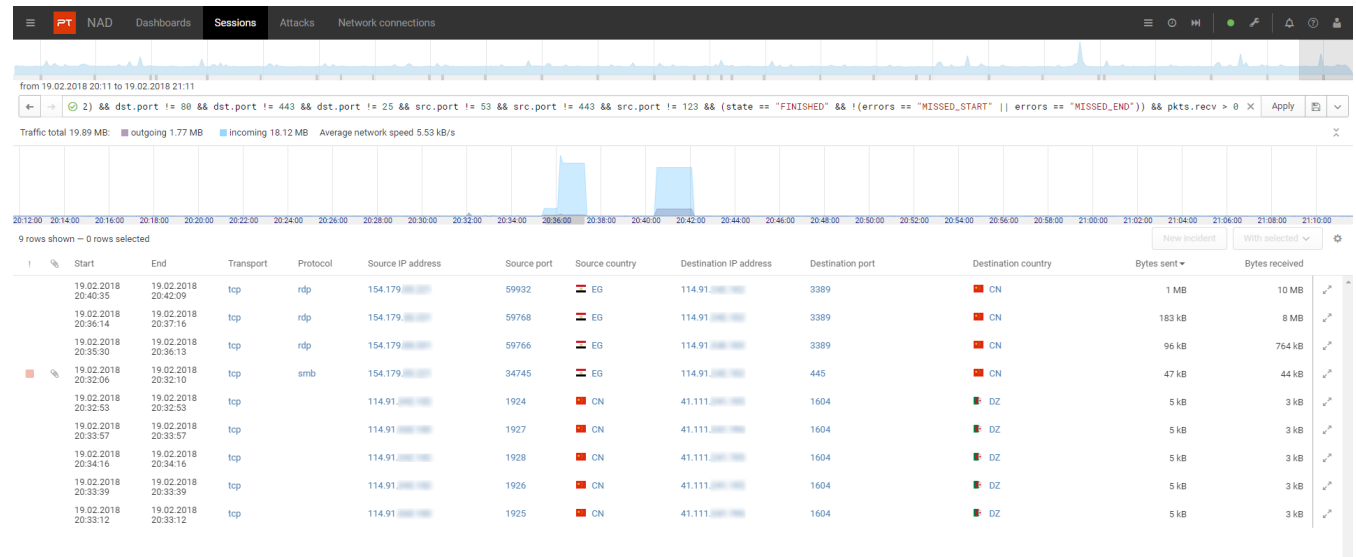 PT NAD Dashboards Sessions Attacks Network connections
from 19.02.2018 20:11 to 19.02.2018 21:11
2) && dst.port != 80 && dst.port != 443 && dst.port != 25 && src.port != 53 && src.port != 443 && src.port != 123 && (state == "FINISHED" && !(errors == "MISSED_START" || errors == "MISSED_END")) && pkts.recv > 0 Apply
Traffic total 19.89 MB: outgoing 1.77 MB incoming 18.12 MB Average network speed 5.53 kB/s
20:12:00 20:14:00 20:16:00 20:18:00 20:20:00 20:22:00 20:24:00 20:26:00 20:28:00 20:30:00 20:32:00 20:34:00 20:36:00 20:38:00 20:40:00 20:42:00 20:44:00 20:46:00 20:48:00 20:50:00 20:52:00 20:54:00 20:56:00 20:58:00 21:00:00 21:02:00 21:04:00 21:06:00 21:08:00 21:10:00
9 rows shown — 0 rows selected New incident With selected
! Start End Transport Protocol Source IP address Source port Source country Destination IP address Destination port Destination country Bytes sent Bytes received
19.02.2018 19.02.2018
20:40:35 20:42:09 tcp rdp 154.179. 59932 EG 114.91. 3389 CN 1 MB 10 MB
19.02.2018 19.02.2018
20:36:14 20:37:16 tcp rdp 154.179. 59768 EG 114.91 3389 CN 183 kB 8 MB
19.02.2018 19.02.2018
20:35:30 20:36:13 tcp rdp 154.179. 59766 EG 114.91 3389 CN 96 kB 764 kB
19.02.2018 19.02.2018
20:32:06 20:32:10 tcp smb 154.179. 34745 EG 114.91. 445 CN 47 kB 44 kB
19.02.2018 19.02.2018
20:32:53 20:32:53 tcp 114.91. 1924 CN 41.111. 1604 DZ 5 kB 3 kB
19.02.2018 19.02.2018
20:33:57 20:33:57 tcp 114.91 1927 CN 41.111. 1604 DZ 5 kB 3 kB
19.02.2018 19.02.2018
20:34:16 20:34:16 tcp 114.91. 1928 CN 41.111. 1604 DZ 5 kB 3 kB
19.02.2018 19.02.2018
20:33:39 20:33:39 tcp 114.91. 1926 CN 41.111. 1604 DZ 5 kB 3 kB
19.02.2018 19.02.2018
20:33:12 20:33:12 tcp 114.91 1925 CN 41.111. 1604 DZ 5 kB 3 kB